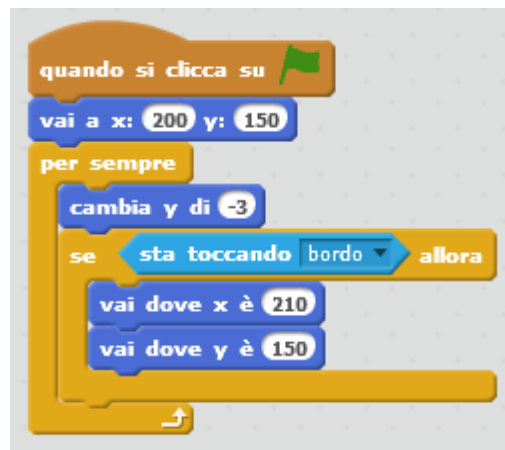 quando si clicca su
vai a x: 200 y: 150
per sempre
cambia y di -3
se sta toccando bordo allora
vai dove x è 210
vai dove y è 150